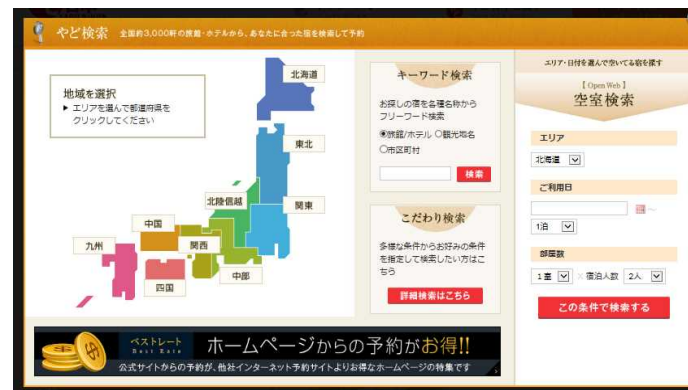 やど検索 全国約3,000軒の旅館・ホテルから、あなたに合った宿を検索して予約
地域を選択
▶ エリアを選んで都道府県を
クリックしてください
北海道
東北
北陸信越
関東
中国
九州
関西
中部
四国
キーワード検索
お探しの宿を各種名称から
フリーワード検索
旅館/ホテル 観光地名
市区町村
検索
こだわり検索
多様な条件からお好みの条件
を指定して検索したい方はこ
ちら
詳細検索はこちら
エリア・日付を選んで空いてる宿を探す
【Open Web】
空室検索
エリア
北海道
ご利用日
~
1泊
部屋数
1室 × 宿泊人数 2人
この条件で検索する
ベストレート
Best Rate
ホームページからの予約がお得!!
公式サイトからの予約が、他社インターネット予約サイトよりお得なホームページの特集です